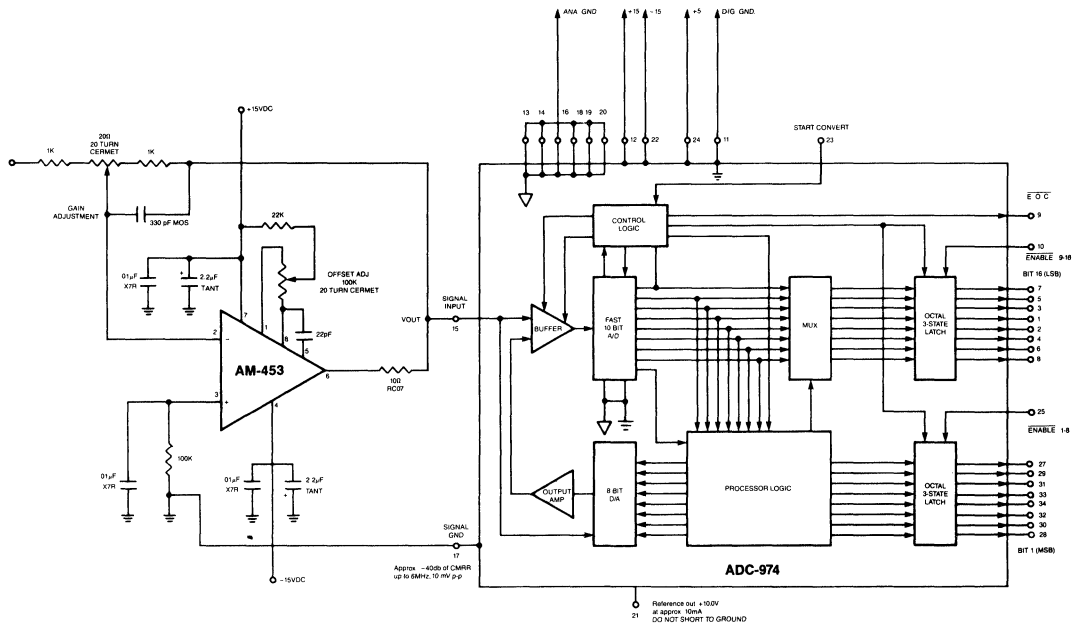 ANA GND
+15
−15
+5
DIG GND.
13
14
16
18
19
20
12
22
24
11
START CONVERT
23
+15VDC
20Ω
20 TURN
CERMET
1K
1K
GAIN
ADJUSTMENT
330 pF MOS
22K
OFFSET ADJ
100K
20 TURN CERMET
01µF
X7R
2.2µF
TANT
+
7
1
8
5
22pF
2
−
AM-453
6
3
+
4
10Ω
RC07
VOUT
SIGNAL
INPUT
15
100K
01µF
X7R
01µF
X7R
2 2µF
TANT
+
−15VDC
SIGNAL
GND
17
Approx −40db of CMRR
up to 6MHz, 10 mV p-p
CONTROL
LOGIC
BUFFER
FAST
10 BIT
A/D
MUX
OCTAL
3-STATE
LATCH
E O C
9
10
ENABLE 9-16
BIT 16 (LSB)
7
5
3
1
2
4
6
8
OUTPUT
AMP
8 BIT
D/A
PROCESSOR LOGIC
OCTAL
3-STATE
LATCH
25
ENABLE 1-8
27
29
31
33
34
32
30
28
BIT 1 (MSB)
ADC-974
21
Reference out +10.0V
at approx 10mA
DO NOT SHORT TO GROUND